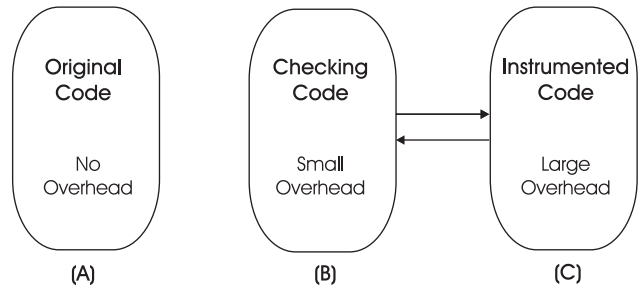 Original
Code
No
Overhead
(A)
Checking
Code
Small
Overhead
(B)
Instrumented
Code
Large
Overhead
(C)